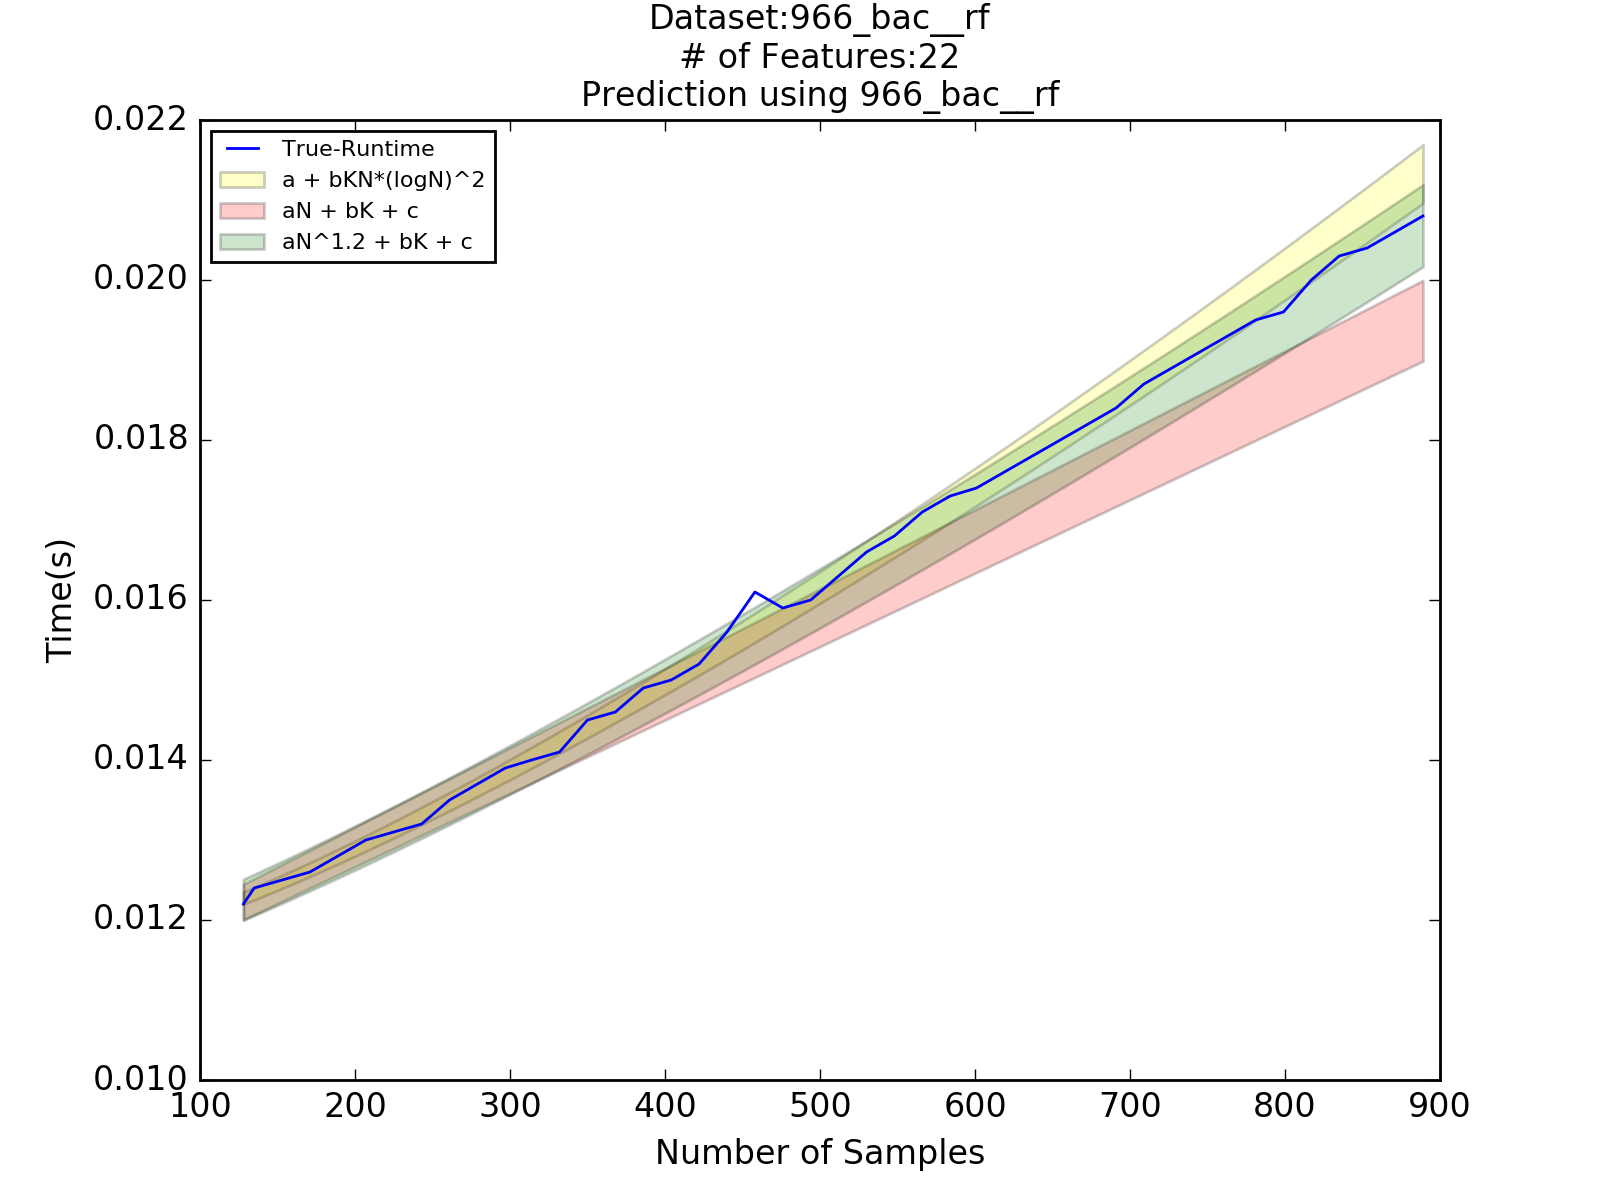 Dataset:966_bac__rf
# of Features:22
Prediction using 966_bac__rf
True-Runtime
a + bKN*(logN)^2
aN + bK + c
aN^1.2 + bK + c
0.022
0.020
0.018
0.016
0.014
0.012
0.010
Time(s)
100 200 300 400 500 600 700 800 900
Number of Samples